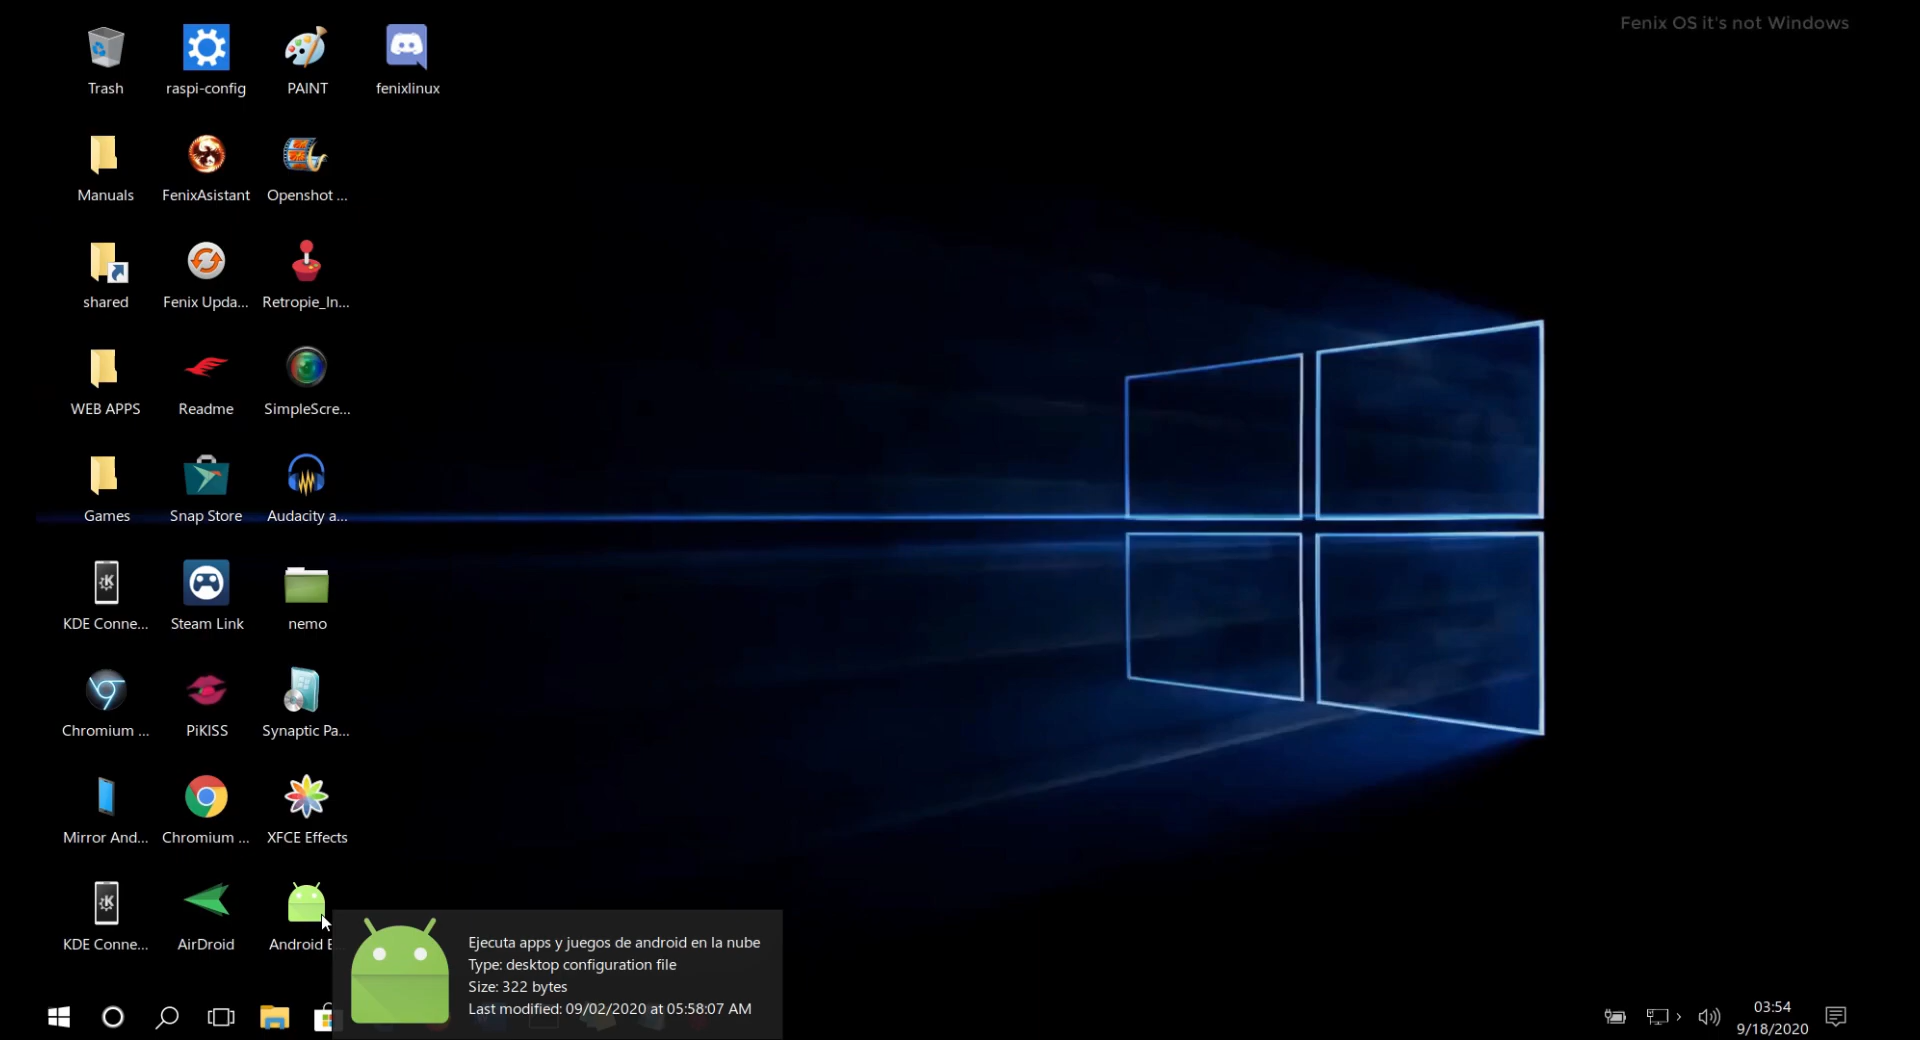 Fenix OS it's not Windows
Trash
raspi-config
PAINT
fenixlinux
Manuals
FenixAsistant
Openshot ...
shared
Fenix Upda...
Retropie_In...
WEB APPS
Readme
SimpleScre...
Games
Snap Store
Audacity a...
KDE Conne...
Steam Link
nemo
Chromium ...
PiKISS
Synaptic Pa...
Mirror And...
Chromium ...
XFCE Effects
KDE Conne...
AirDroid
Android E...
Ejecuta apps y juegos de android en la nube
Type: desktop configuration file
Size: 322 bytes
Last modified: 09/02/2020 at 05:58:07 AM
03:54
9/18/2020